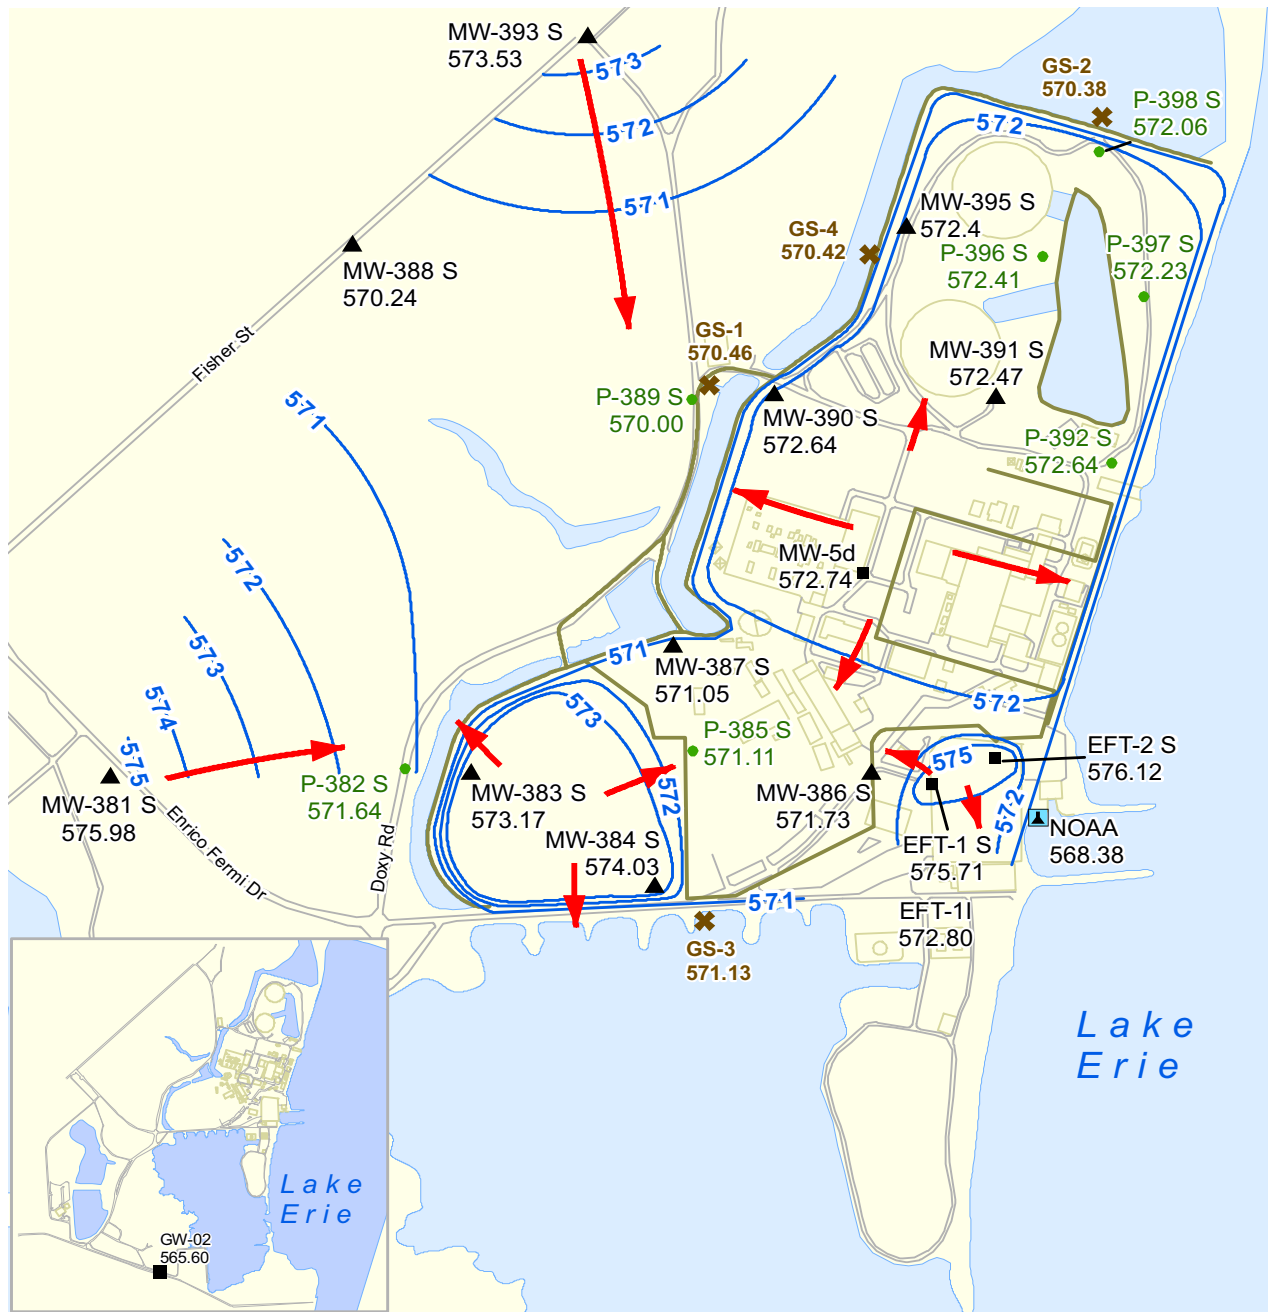 MW-393 S
573.53
573
572
571
GS-2
570.38
P-398 S
572.06
572
MW-395 S
572.4
GS-4
570.42
P-396 S
572.41
P-397 S
572.23
MW-388 S
570.24
Fisher St
GS-1
570.46
MW-391 S
572.47
P-389 S
570.00
MW-390 S
572.64
P-392 S
572.64
571
572
573
574
575
MW-5d
572.74
571
MW-387 S
571.05
572
573
572
P-385 S
571.11
575
EFT-2 S
576.12
MW-381 S
575.98
P-382 S
571.64
MW-383 S
573.17
MW-386 S
571.73
572
NOAA
568.38
Enrico Fermi Dr
Doxy Rd
MW-384 S
574.03
EFT-1 S
575.71
571
EFT-1I
572.80
GS-3
571.13
Lake
Erie
Lake
Erie
GW-02
565.60